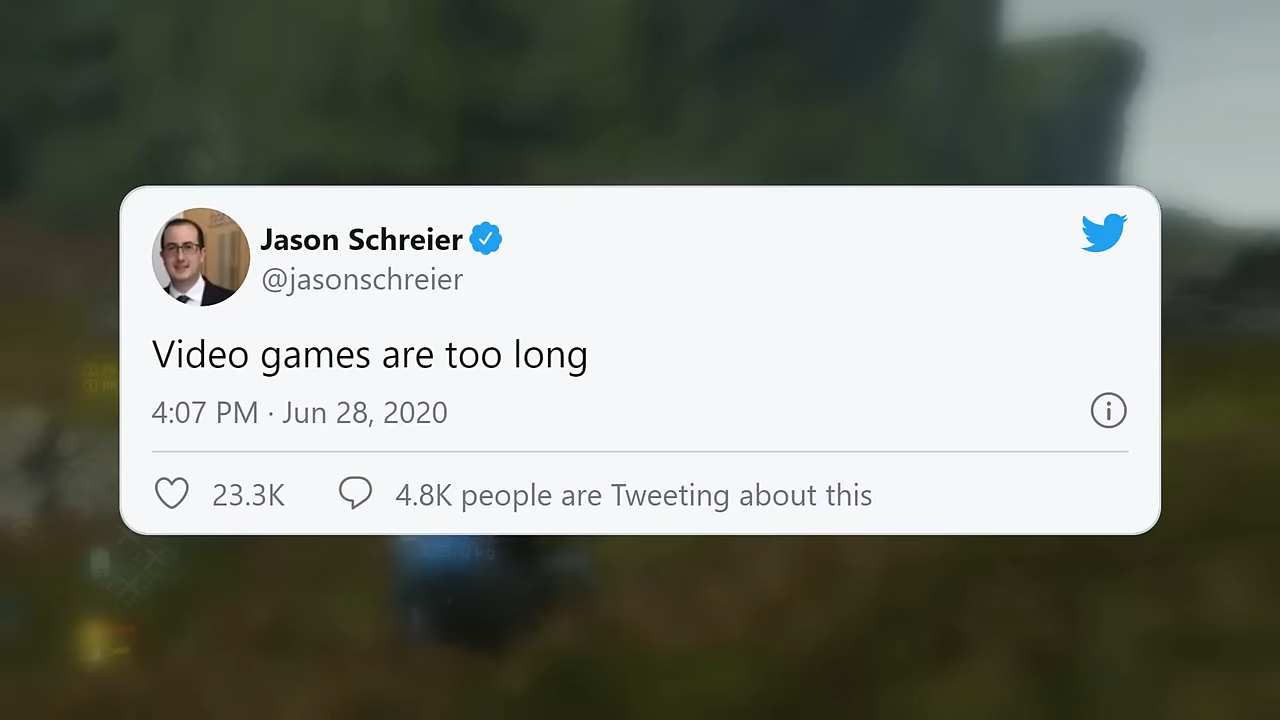 Jason Schreier
@jasonschreier
Video games are too long
4:07 PM · Jun 28, 2020
23.3K 4.8K people are Tweeting about this